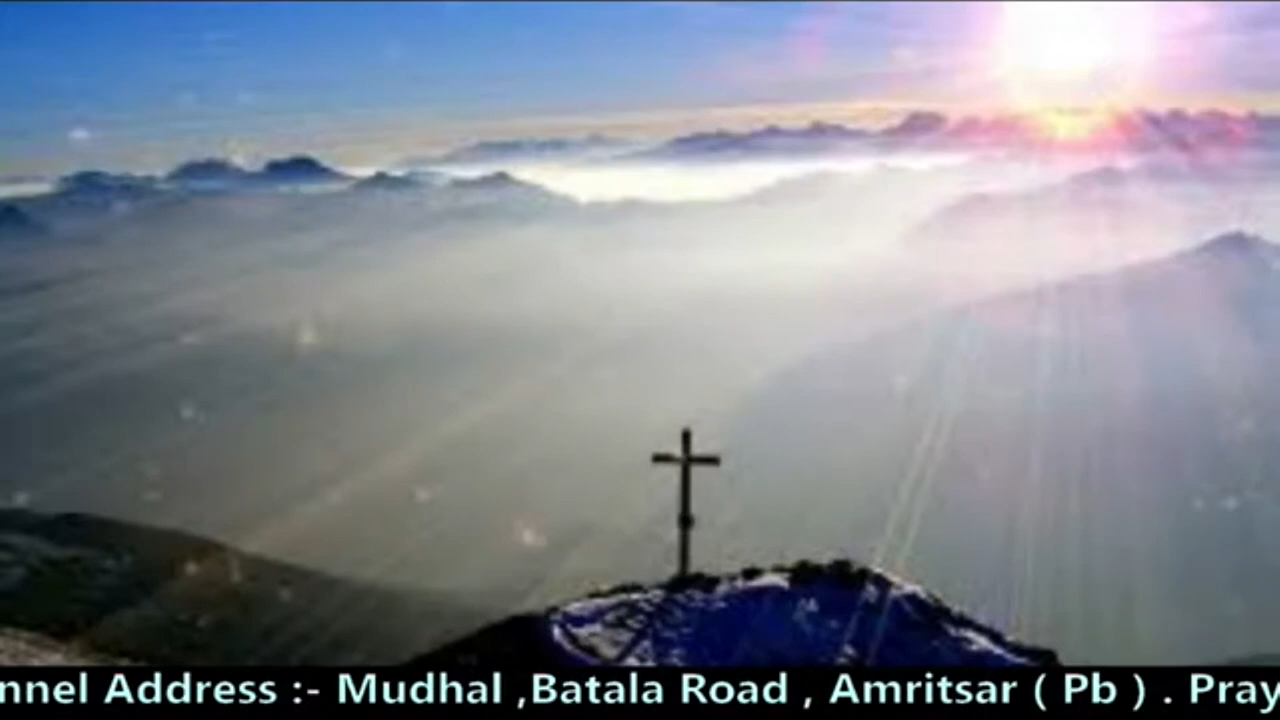 nnel Address :- Mudhal ,Batala Road , Amritsar ( Pb ) . Pray